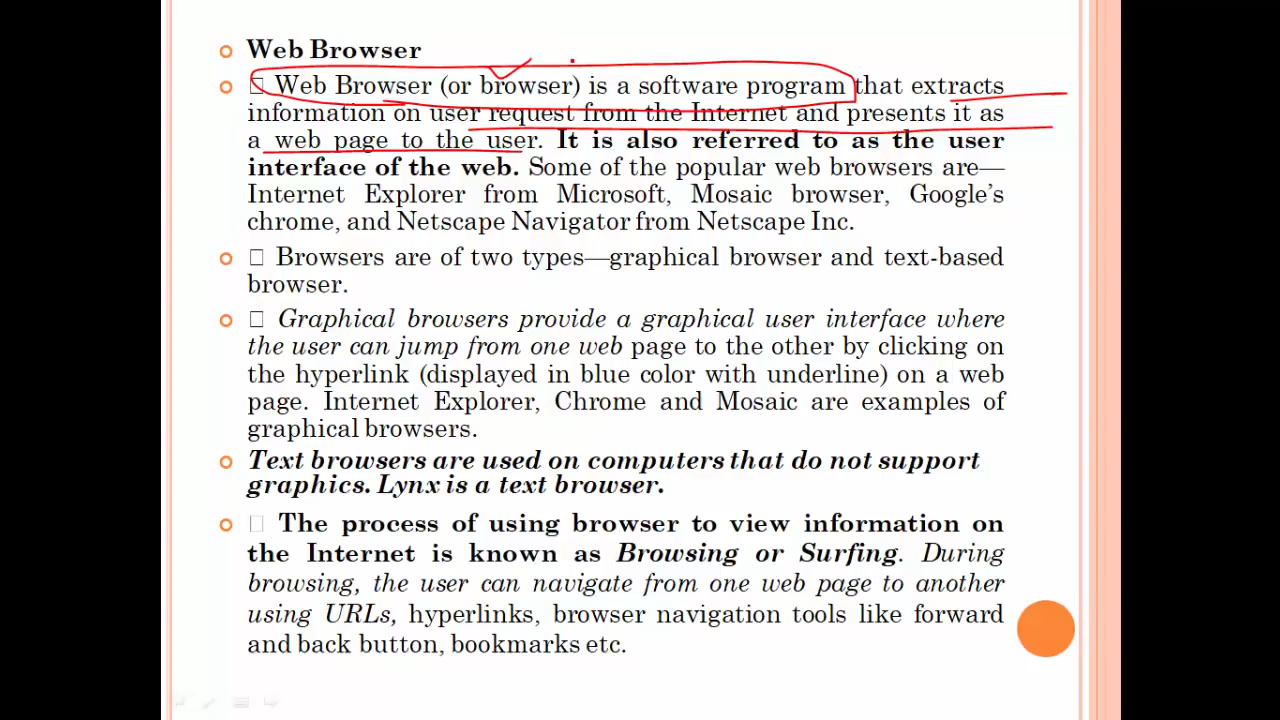 Web Browser
Web Browser (or browser) is a software program that extracts
information on user request from the Internet and presents it as
a web page to the user. It is also referred to as the user
interface of the web. Some of the popular web browsers are—
Internet Explorer from Microsoft, Mosaic browser, Google's
chrome, and Netscape Navigator from Netscape Inc.
Browsers are of two types—graphical browser and text-based
browser.
Graphical browsers provide a graphical user interface where
the user can jump from one web page to the other by clicking on
the hyperlink (displayed in blue color with underline) on a web
page. Internet Explorer, Chrome and Mosaic are examples of
graphical browsers.
Text browsers are used on computers that do not support
graphics. Lynx is a text browser.
The process of using browser to view information on
the Internet is known as Browsing or Surfing. During
browsing, the user can navigate from one web page to another
using URLs, hyperlinks, browser navigation tools like forward
and back button, bookmarks etc.